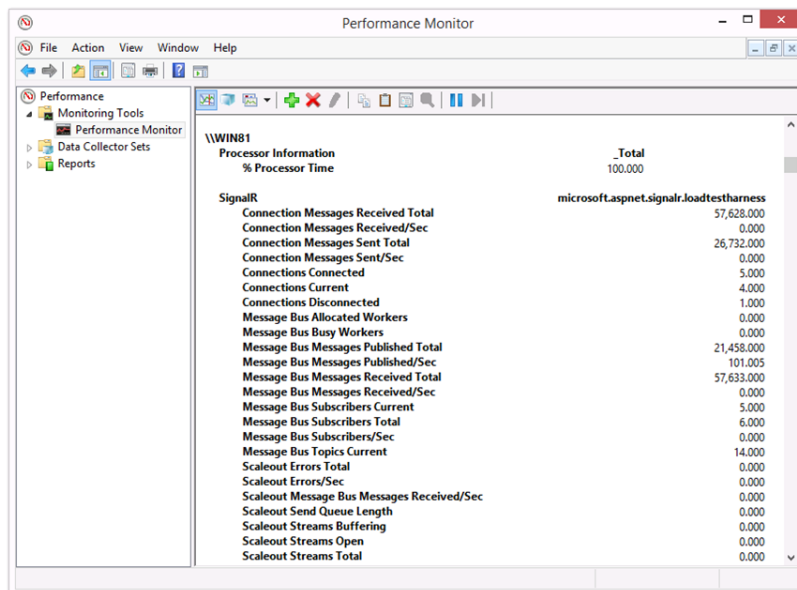 Performance Monitor
File Action View Window Help
Performance
Monitoring Tools
Performance Monitor
Data Collector Sets
Reports
\\WIN81
Processor Information _Total
% Processor Time 100.000
SignalR microsoft.aspnet.signalr.loadtestharness
Connection Messages Received Total 57,628.000
Connection Messages Received/Sec 0.000
Connection Messages Sent Total 26,732.000
Connection Messages Sent/Sec 0.000
Connections Connected 5.000
Connections Current 4.000
Connections Disconnected 1.000
Message Bus Allocated Workers 0.000
Message Bus Busy Workers 0.000
Message Bus Messages Published Total 21,458.000
Message Bus Messages Published/Sec 101.005
Message Bus Messages Received Total 57,633.000
Message Bus Messages Received/Sec 0.000
Message Bus Subscribers Current 5.000
Message Bus Subscribers Total 6.000
Message Bus Subscribers/Sec 0.000
Message Bus Topics Current 14.000
Scaleout Errors Total 0.000
Scaleout Errors/Sec 0.000
Scaleout Message Bus Messages Received/Sec 0.000
Scaleout Send Queue Length 0.000
Scaleout Streams Buffering 0.000
Scaleout Streams Open 0.000
Scaleout Streams Total 0.000